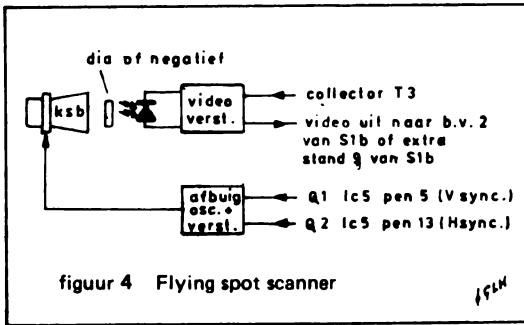 dia of negatief
ksb
video
verst.
collector T3
video uit naar b.v. 2
van S1b of extra
stand 9 van S1b
afbuig
osc. +
verst.
Q1 Ic5 pen 5 (V sync.)
Q2 Ic5 pen 13 (Hsync.)
figuur 4 Flying spot scanner